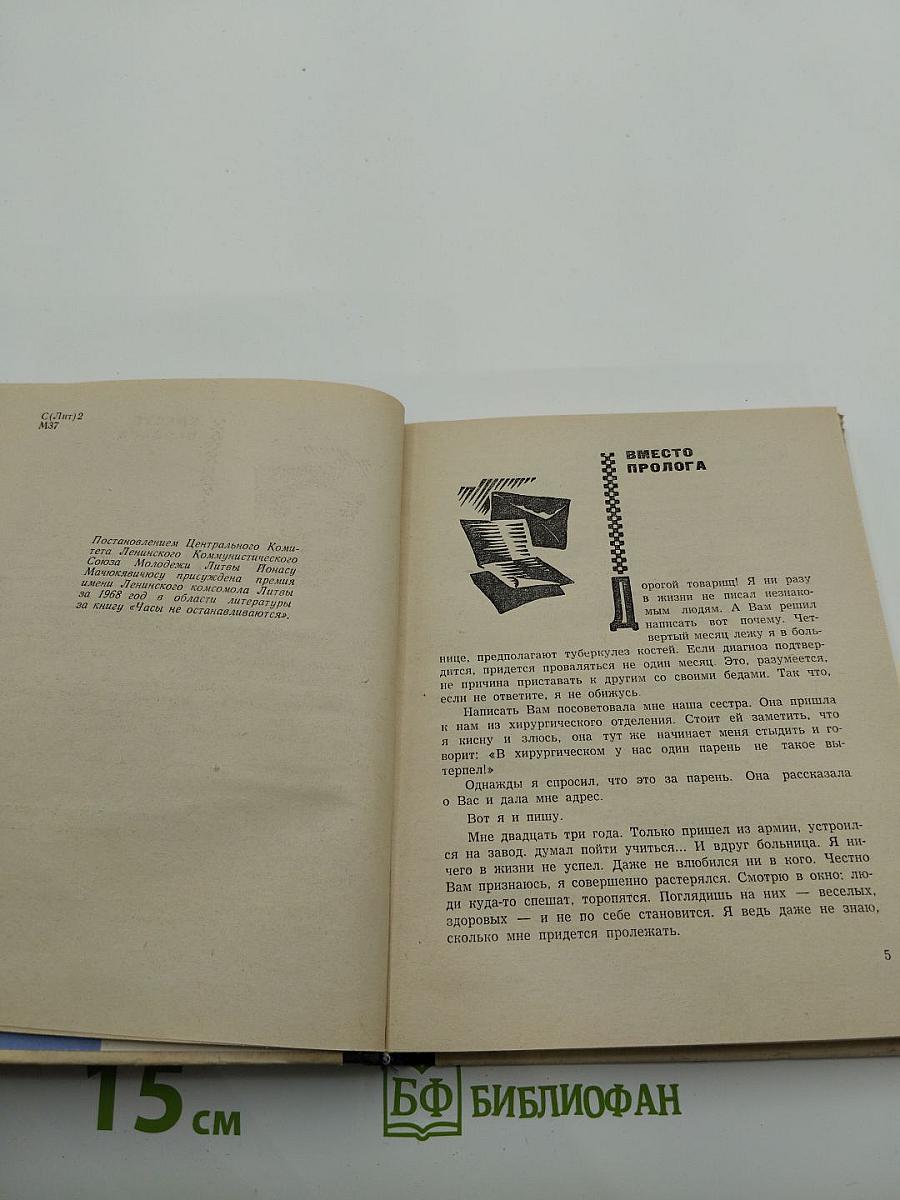 С(Лит)2
М37
Постановлением Центрального Коми-
тета Ленинского Коммунистического
Союза Молодежи Литвы Ионасу
Мачюкявичюсу присуждена премия
имени Ленинского комсомола Литвы
за 1968 год в области литературы
за книгу «Часы не останавливаются».
ВМЕСТО
ПРОЛОГА
Дорогой товарищ! Я ни разу
в жизни не писал незнако-
мым людям. А Вам решил
написать вот почему. Чет-
вертый месяц лежу я в боль-
нице, предполагают туберкулез костей. Если диагноз подтвер-
дится, придется проваляться не один месяц. Это, разумеется,
не причина приставать к другим со своими бедами. Так что,
если не ответите, я не обижусь.
Написать Вам посоветовала мне наша сестра. Она пришла
к нам из хирургического отделения. Стоит ей заметить, что
я кисну и злюсь, она тут же начинает меня стыдить и го-
ворит: «В хирургическом у нас один парень не такое вы-
терпел!»
Однажды я спросил, что это за парень. Она рассказала
о Вас и дала мне адрес.
Вот я и пишу.
Мне двадцать три года. Только пришел из армии, устроил-
ся на завод. думал пойти учиться... И вдруг больница. Я ни-
чего в жизни не успел. Даже не влюбился ни в кого. Честно
Вам признаюсь, я совершенно растерялся. Смотрю в окно: лю-
ди куда-то спешат, торопятся. Поглядишь на них — веселых,
здоровых — и не по себе становится. Я ведь даже не знаю,
сколько мне придется пролежать.
5
15 см
БФ БИБЛИОФАН